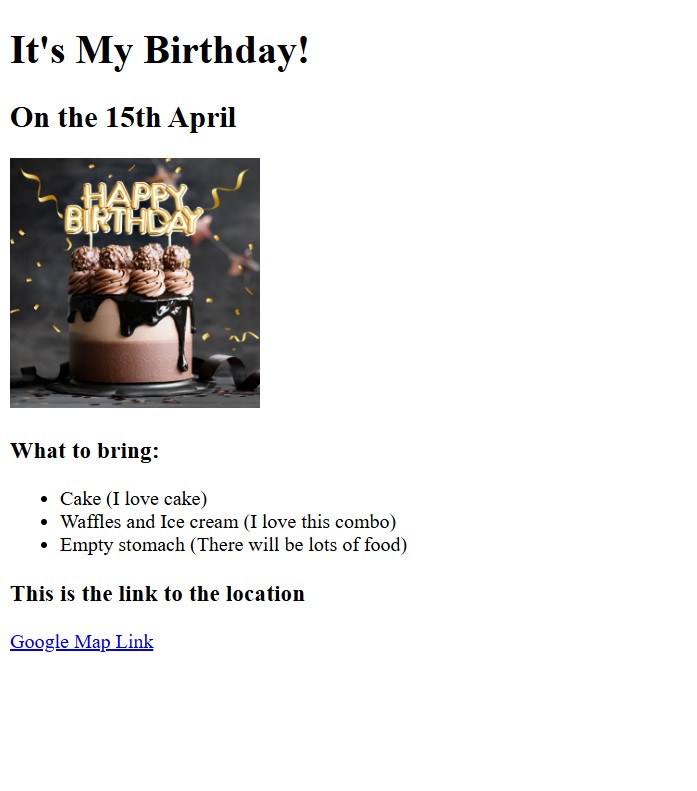 It's My Birthday!
On the 15th April
HAPPY
BIRTHDAY
What to bring:
Cake (I love cake)
Waffles and Ice cream (I love this combo)
Empty stomach (There will be lots of food)
This is the link to the location
Google Map Link